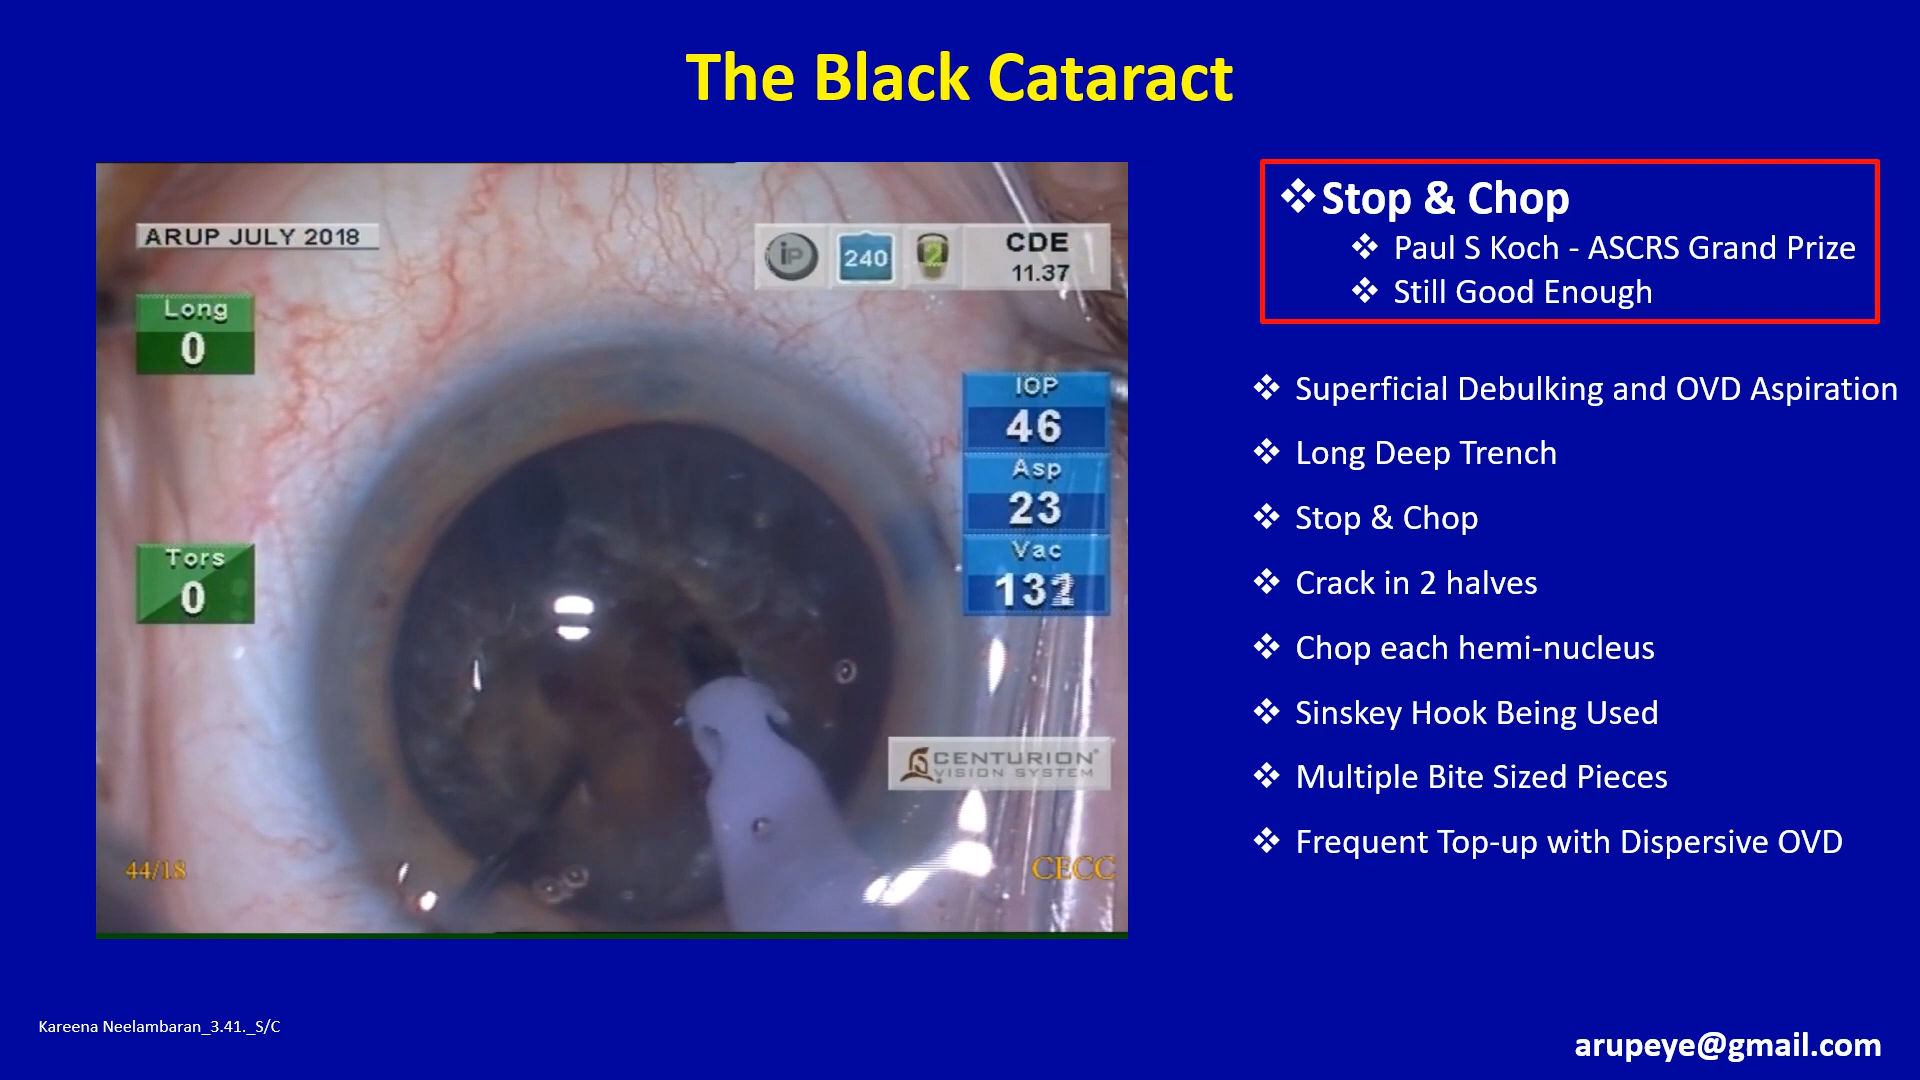 The Black Cataract
ARUP JULY 2018
iP
240
2
CDE
11.37
Long
0
IOP
46
Asp
23
Vac
Tors
0
CENTURION®
VISION SYSTEM
44/18
CECC
❖ Stop & Chop
❖ Paul S Koch - ASCRS Grand Prize
❖ Still Good Enough
❖ Superficial Debulking and OVD Aspiration
❖ Long Deep Trench
❖ Stop & Chop
❖ Crack in 2 halves
❖ Chop each hemi-nucleus
❖ Sinskey Hook Being Used
❖ Multiple Bite Sized Pieces
❖ Frequent Top-up with Dispersive OVD
Kareena Neelambaran_3.41._S/C
arupeye@gmail.com